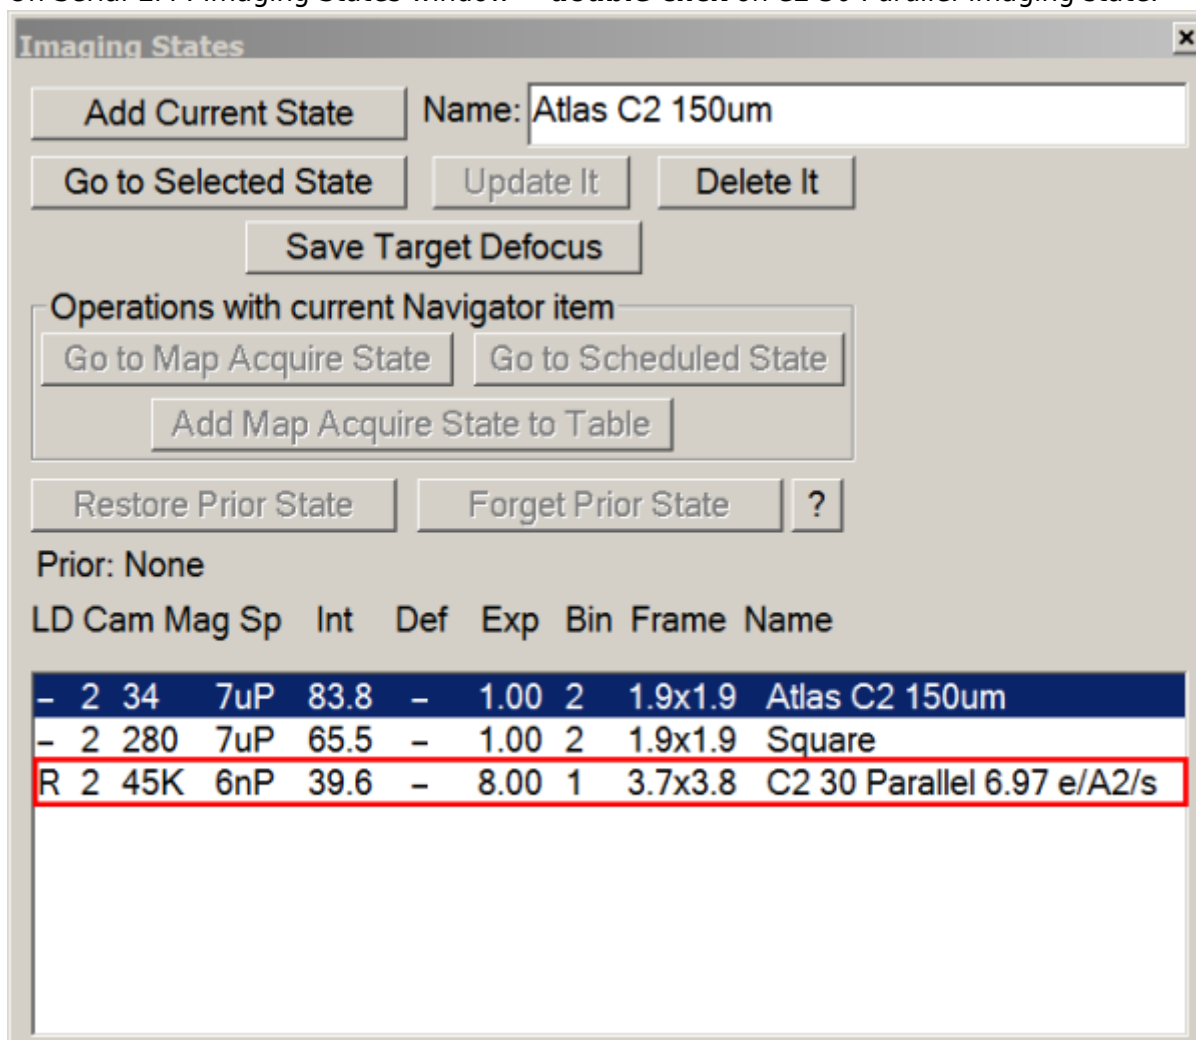 Imaging States
Add Current State Name: Atlas C2 150um
Go to Selected State Update It Delete It
Save Target Defocus
Operations with current Navigator item
Go to Map Acquire State Go to Scheduled State
Add Map Acquire State to Table
Restore Prior State Forget Prior State ?
Prior: None
LD Cam Mag Sp Int Def Exp Bin Frame Name
– 2 34 7uP 83.8 – 1.00 2 1.9x1.9 Atlas C2 150um
– 2 280 7uP 65.5 – 1.00 2 1.9x1.9 Square
R 2 45K 6nP 39.6 – 8.00 1 3.7x3.8 C2 30 Parallel 6.97 e/A2/s